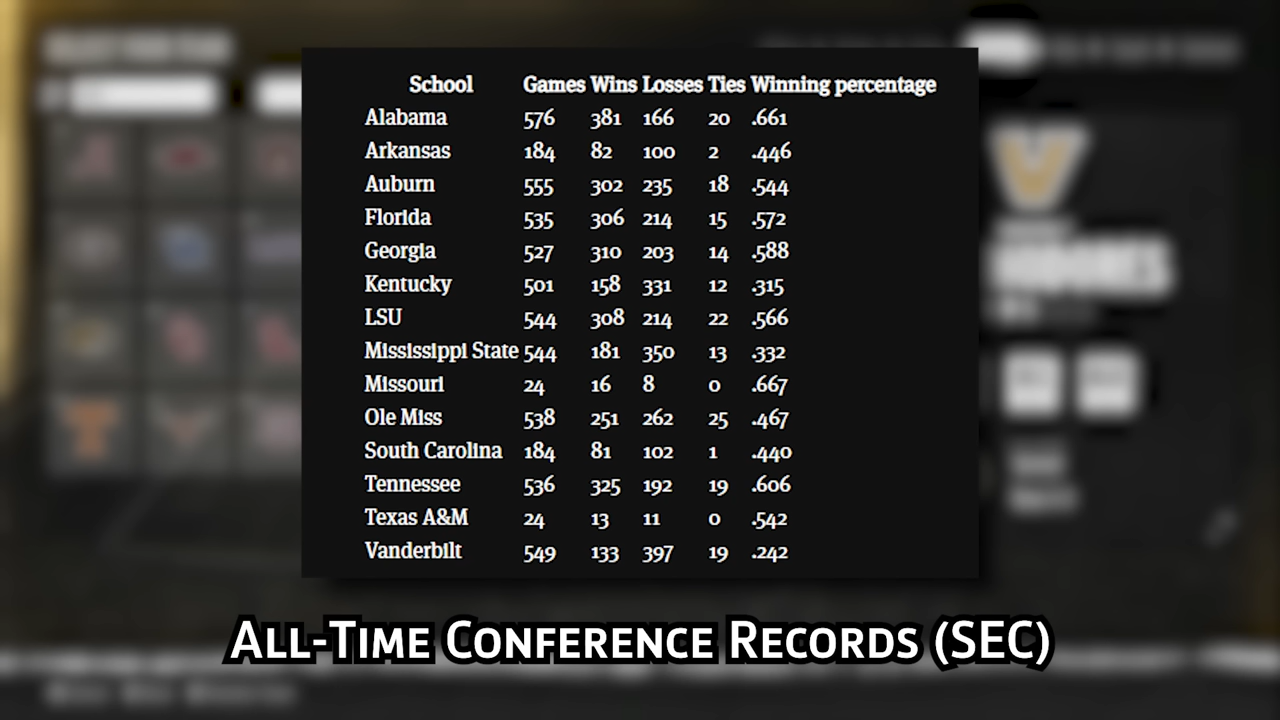 School Games Wins Losses Ties Winning percentage
Alabama 576 381 166 20 .661
Arkansas 184 82 100 2 .446
Auburn 555 302 235 18 .544
Florida 535 306 214 15 .572
Georgia 527 310 203 14 .588
Kentucky 501 158 331 12 .315
LSU 544 308 214 22 .566
Mississippi State 544 181 350 13 .332
Missouri 24 16 8 0 .667
Ole Miss 538 251 262 25 .467
South Carolina 184 81 102 1 .440
Tennessee 536 325 192 19 .606
Texas A&M 24 13 11 0 .542
Vanderbilt 549 133 397 19 .242
All-Time Conference Records (SEC)